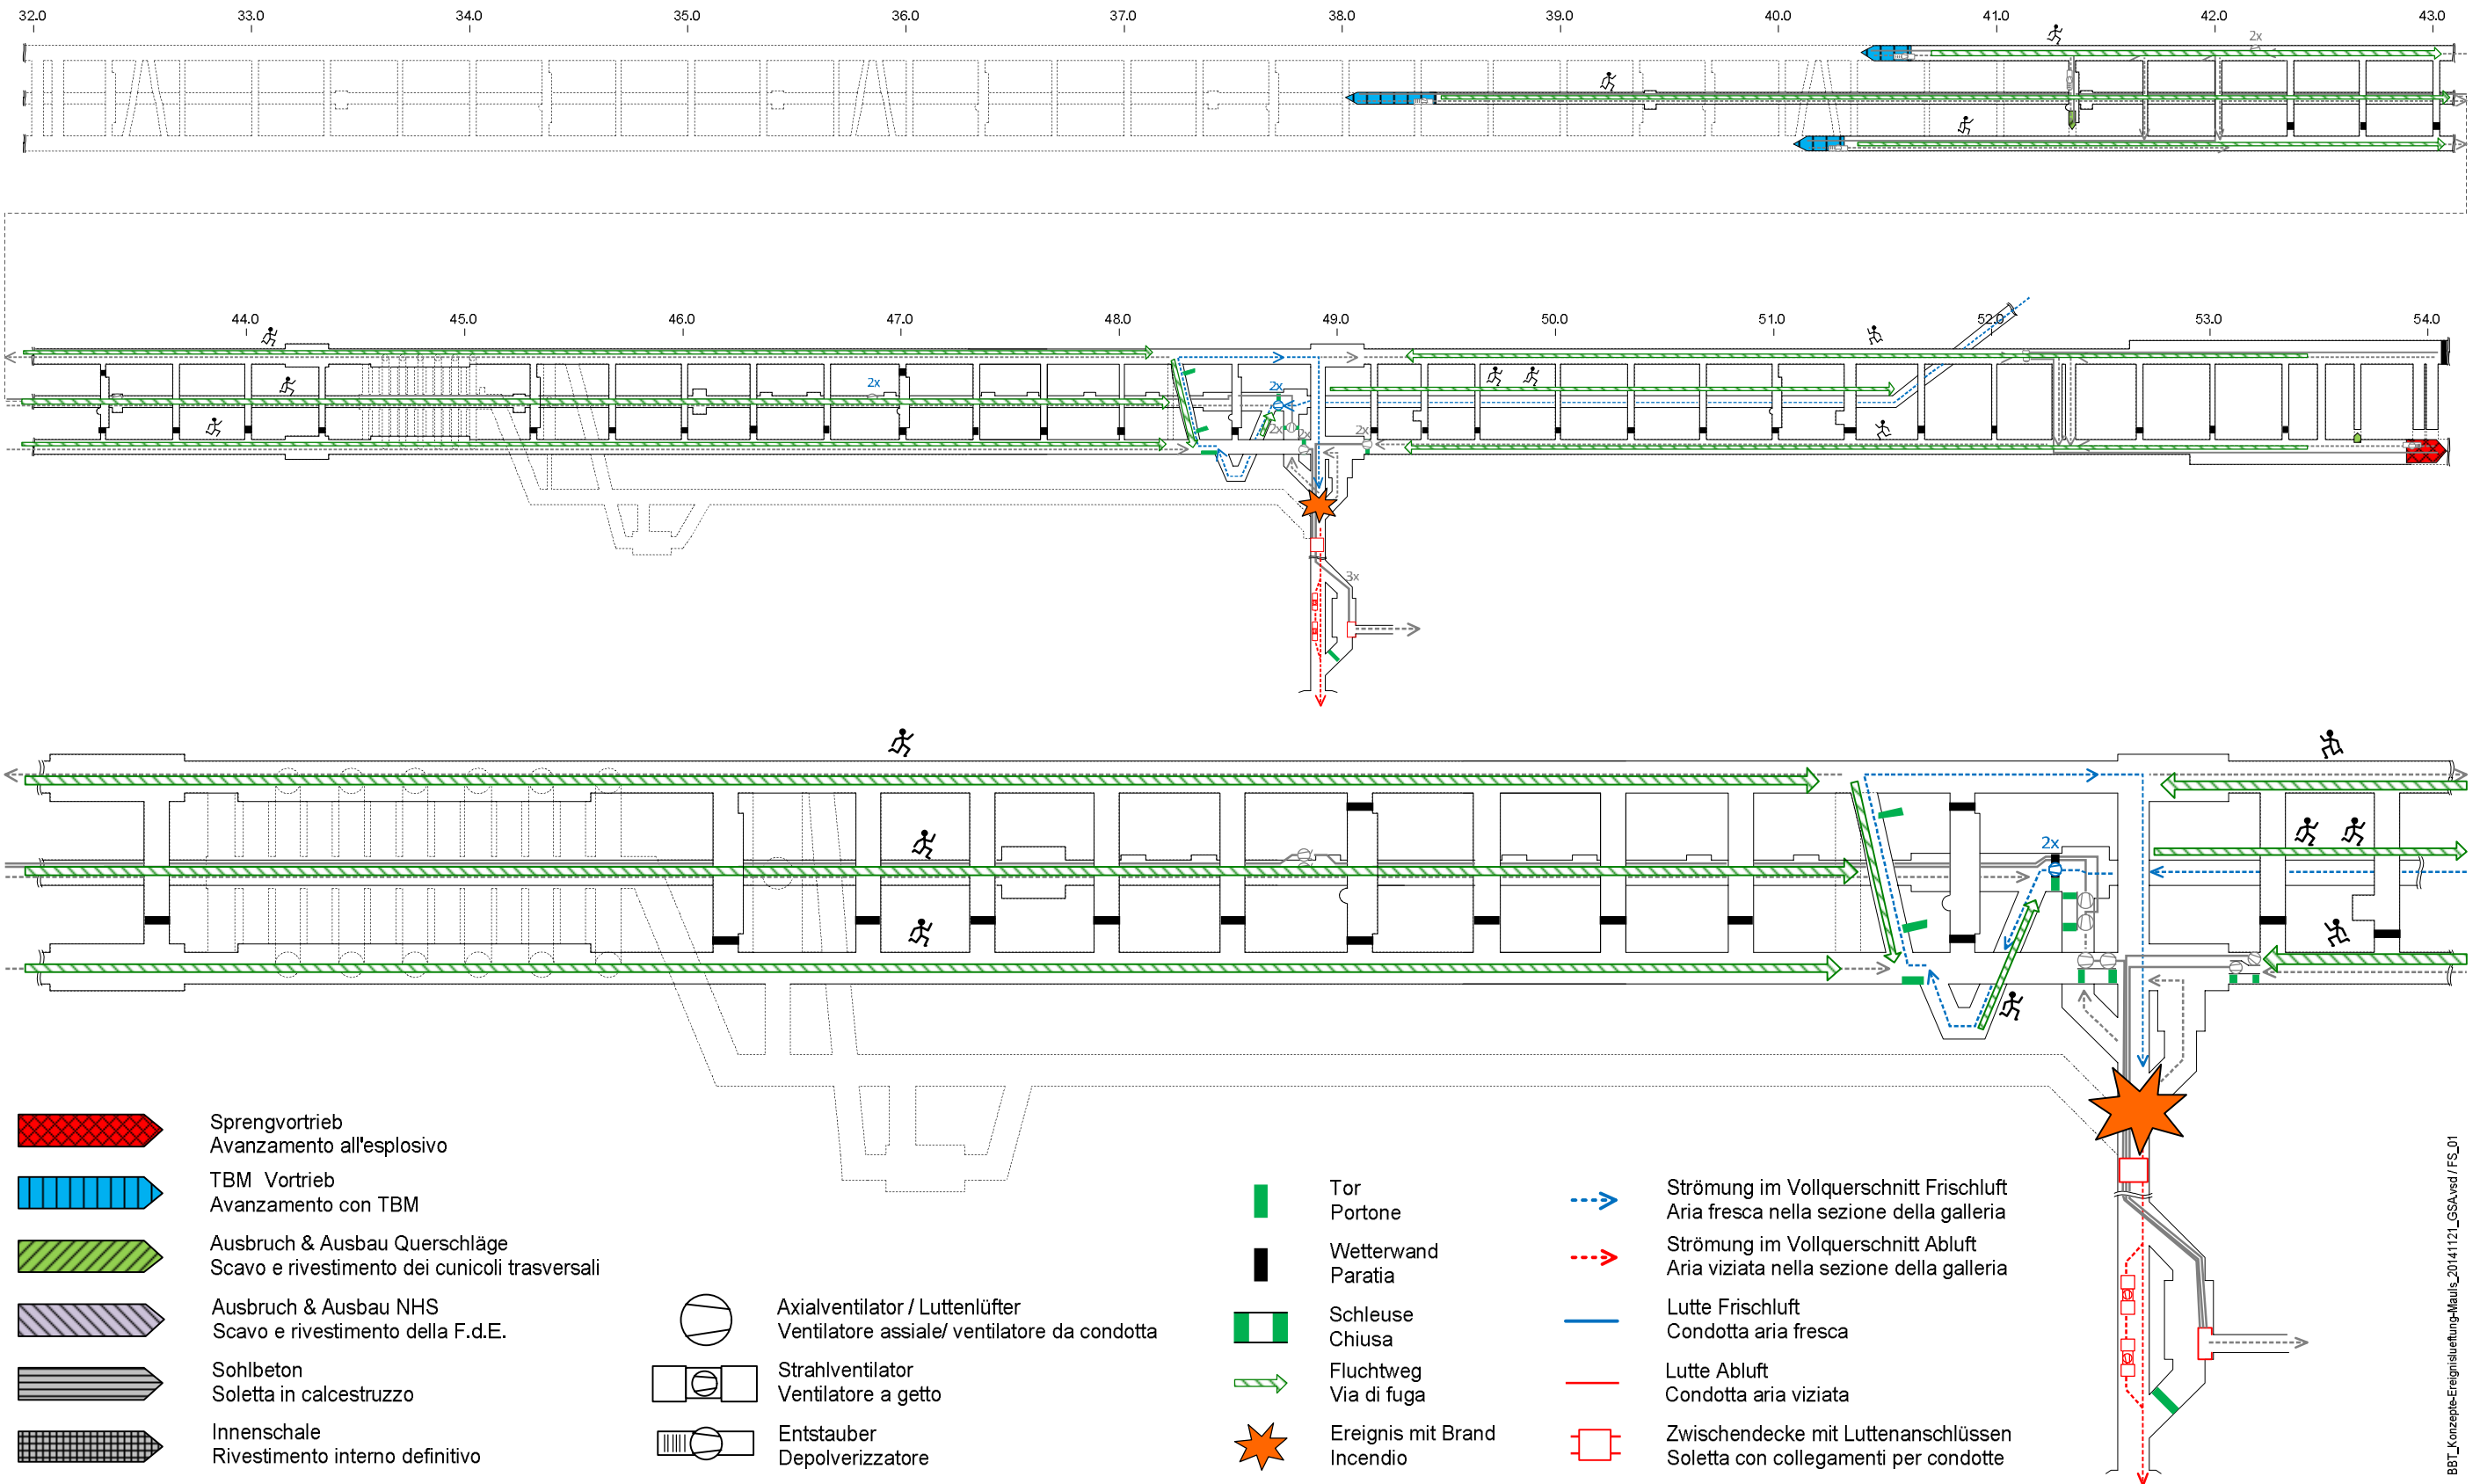 32.0 33.0 34.0 35.0 36.0 37.0 38.0 39.0 40.0 41.0 42.0 43.0
2x
44.0 45.0 46.0 47.0 48.0 49.0 50.0 51.0 52.0 53.0 54.0
2x
2x
2x
2x
2x
3x
2x
Sprengvortrieb
Avanzamento all'esplosivo
TBM Vortrieb
Avanzamento con TBM
Ausbruch & Ausbau Querschläge
Scavo e rivestimento dei cunicoli trasversali
Ausbruch & Ausbau NHS
Scavo e rivestimento della F.d.E.
Sohlbeton
Soletta in calcestruzzo
Innenschale
Rivestimento interno definitivo
Axialventilator / Luttenlüfter
Ventilatore assiale/ ventilatore da condotta
Strahlventilator
Ventilatore a getto
Entstauber
Depolverizzatore
Tor
Portone
Wetterwand
Paratia
Schleuse
Chiusa
Fluchtweg
Via di fuga
Ereignis mit Brand
Incendio
Strömung im Vollquerschnitt Frischluft
Aria fresca nella sezione della galleria
Strömung im Vollquerschnitt Abluft
Aria viziata nella sezione della galleria
Lutte Frischluft
Condotta aria fresca
Lutte Abluft
Condotta aria viziata
Zwischendecke mit Luttenanschlüssen
Soletta con collegamenti per condotte
BBT_Konzepte-Ereignislueftung-Mauls_20141121_GSA.vsd / FS_01